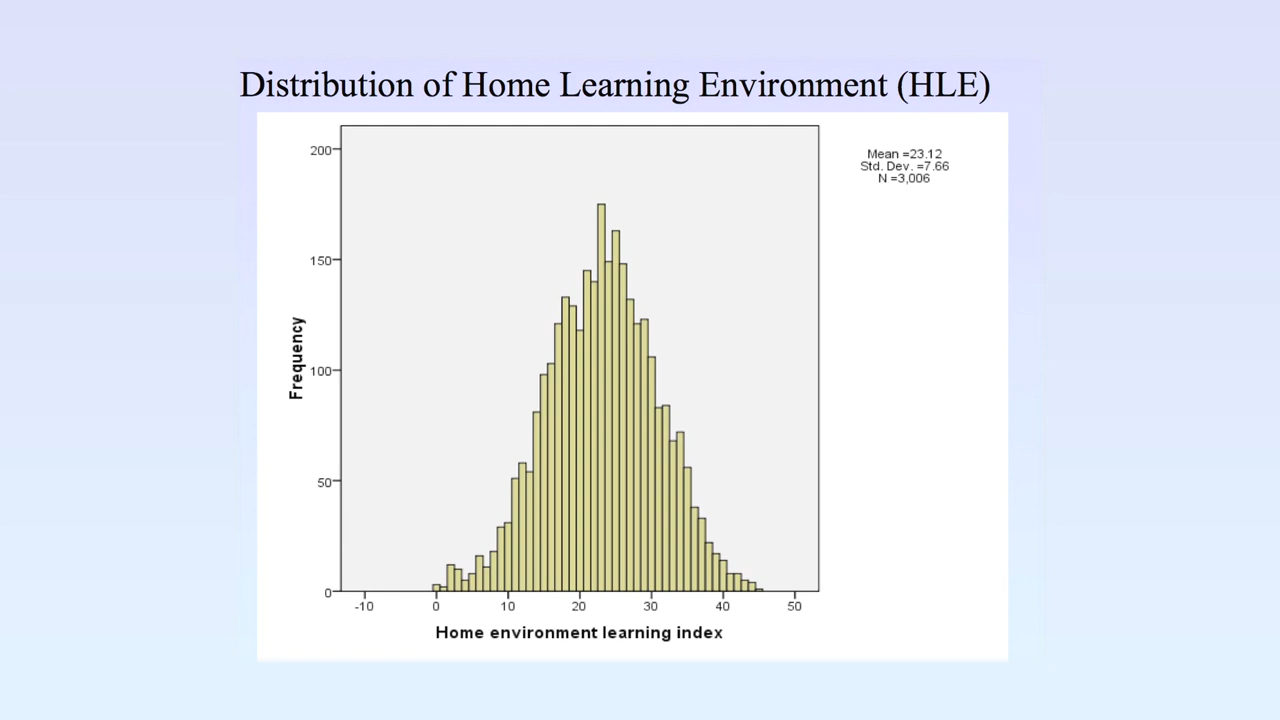 Distribution of Home Learning Environment (HLE)
Mean =23.12
Std. Dev. =7.66
N =3,006
200
150
100
50
0
Frequency
-10 0 10 20 30 40 50
Home environment learning index